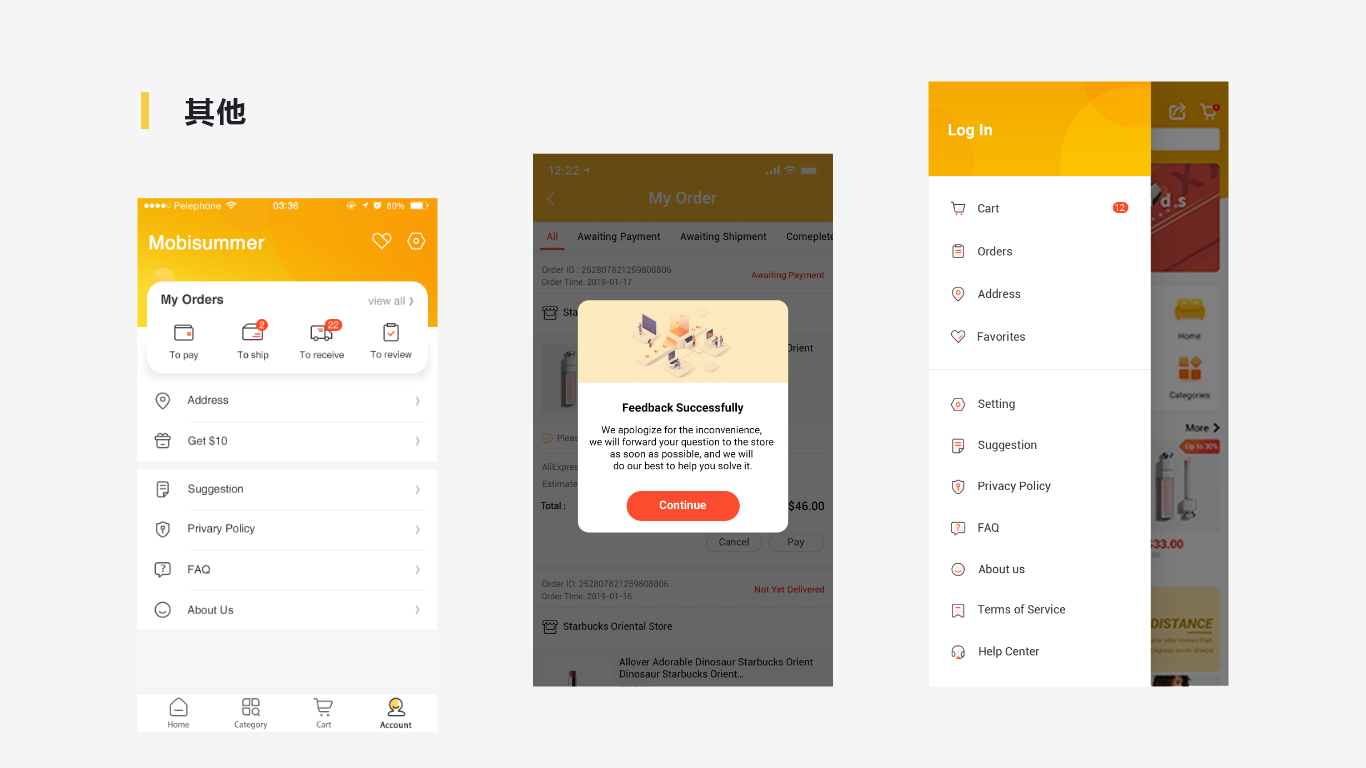 其他
Pelephone
03:36
80%
Mobisummer
My Orders
view all
2
22
To pay
To ship
To receive
To review
Address
Get $10
Suggestion
Privary Policy
FAQ
About Us
Home
Category
Cart
Account
12:22
My Order
All
Awaiting Payment
Awaiting Shipment
Comeplete
Order ID : 252807821259808806
Order Time: 2019-01-17
Awaiting Payment
Sta
Orient
Feedback Successfully
We apologize for the inconvenience,
we will forward your question to the store
as soon as possible, and we will
do our best to help you solve it.
Continue
Pleas
AliExpres
Estimate
Total :
$46.00
Cancel
Pay
Order ID: 252807821259808806
Order Time: 2019-01-16
Not Yet Delivered
Starbucks Oriental Store
Allover Adorable Dinosaur Starbucks Orient
Dinosaur Starbucks Orient...
Log In
Cart
12
Orders
Address
Favorites
Setting
Suggestion
Privacy Policy
FAQ
About us
Terms of Service
Help Center
d.s
Home
Categories
More
Up to 30%
$33.00
DISTANCE